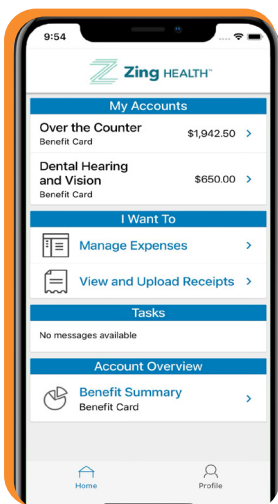 9:54
Zing HEALTH™
My Accounts
Over the Counter $1,942.50 >
Benefit Card
Dental Hearing
and Vision $650.00 >
Benefit Card
I Want To
Manage Expenses >
View and Upload Receipts >
Tasks
No messages available
Account Overview
Benefit Summary >
Benefit Card
Home Profile